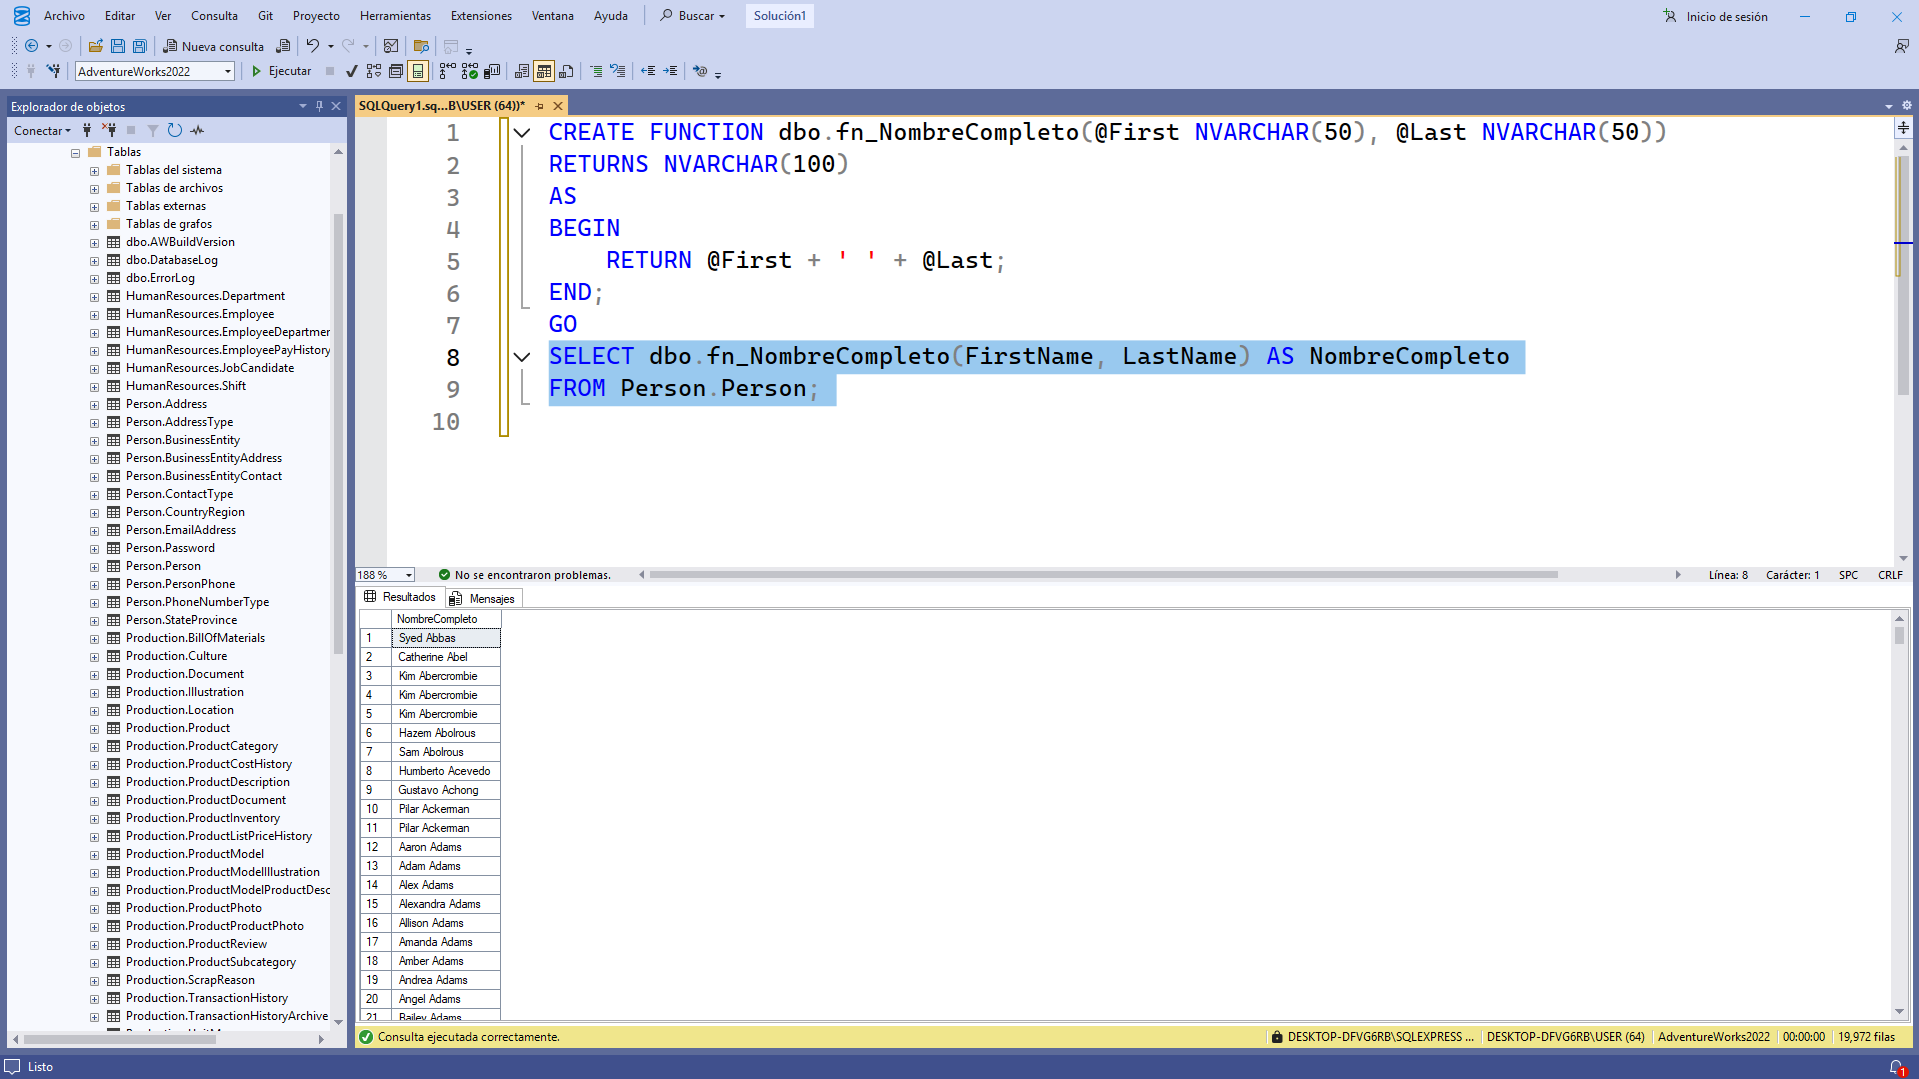 Archivo Editar Ver Consulta Git Proyecto Herramientas Extensiones Ventana Ayuda Buscar Solución1 Inicio de sesión
Nueva consulta
AdventureWorks2022 Ejecutar
Explorador de objetos
Conectar
Tablas
Tablas del sistema
Tablas de archivos
Tablas externas
Tablas de grafos
dbo.AWBuildVersion
dbo.DatabaseLog
dbo.ErrorLog
HumanResources.Department
HumanResources.Employee
HumanResources.EmployeeDepartmen
HumanResources.EmployeePayHistory
HumanResources.JobCandidate
HumanResources.Shift
Person.Address
Person.AddressType
Person.BusinessEntity
Person.BusinessEntityAddress
Person.BusinessEntityContact
Person.ContactType
Person.CountryRegion
Person.EmailAddress
Person.Password
Person.Person
Person.PersonPhone
Person.PhoneNumberType
Person.StateProvince
Production.BillOfMaterials
Production.Culture
Production.Document
Production.Illustration
Production.Location
Production.Product
Production.ProductCategory
Production.ProductCostHistory
Production.ProductDescription
Production.ProductDocument
Production.ProductInventory
Production.ProductListPriceHistory
Production.ProductModel
Production.ProductModelIllustration
Production.ProductModelProductDesc
Production.ProductPhoto
Production.ProductProductPhoto
Production.ProductReview
Production.ProductSubcategory
Production.ScrapReason
Production.TransactionHistory
Production.TransactionHistoryArchive
SQLQuery1.sq...B\USER (64))*
1 CREATE FUNCTION dbo.fn_NombreCompleto(@First NVARCHAR(50), @Last NVARCHAR(50))
2 RETURNS NVARCHAR(100)
3 AS
4 BEGIN
5 RETURN @First + ' ' + @Last;
6 END;
7 GO
8 SELECT dbo.fn_NombreCompleto(FirstName, LastName) AS NombreCompleto
9 FROM Person.Person;
10
188 % No se encontraron problemas. Línea: 8 Carácter: 1 SPC CRLF
Resultados Mensajes
NombreCompleto
1 Syed Abbas
2 Catherine Abel
3 Kim Abercrombie
4 Kim Abercrombie
5 Kim Abercrombie
6 Hazem Abolrous
7 Sam Abolrous
8 Humberto Acevedo
9 Gustavo Achong
10 Pilar Ackerman
11 Pilar Ackerman
12 Aaron Adams
13 Adam Adams
14 Alex Adams
15 Alexandra Adams
16 Allison Adams
17 Amanda Adams
18 Amber Adams
19 Andrea Adams
20 Angel Adams
21 Bailey Adams
Consulta ejecutada correctamente. DESKTOP-DFVG6RB\SQLEXPRESS ... DESKTOP-DFVG6RB\USER (64) AdventureWorks2022 00:00:00 19,972 filas
Listo 1